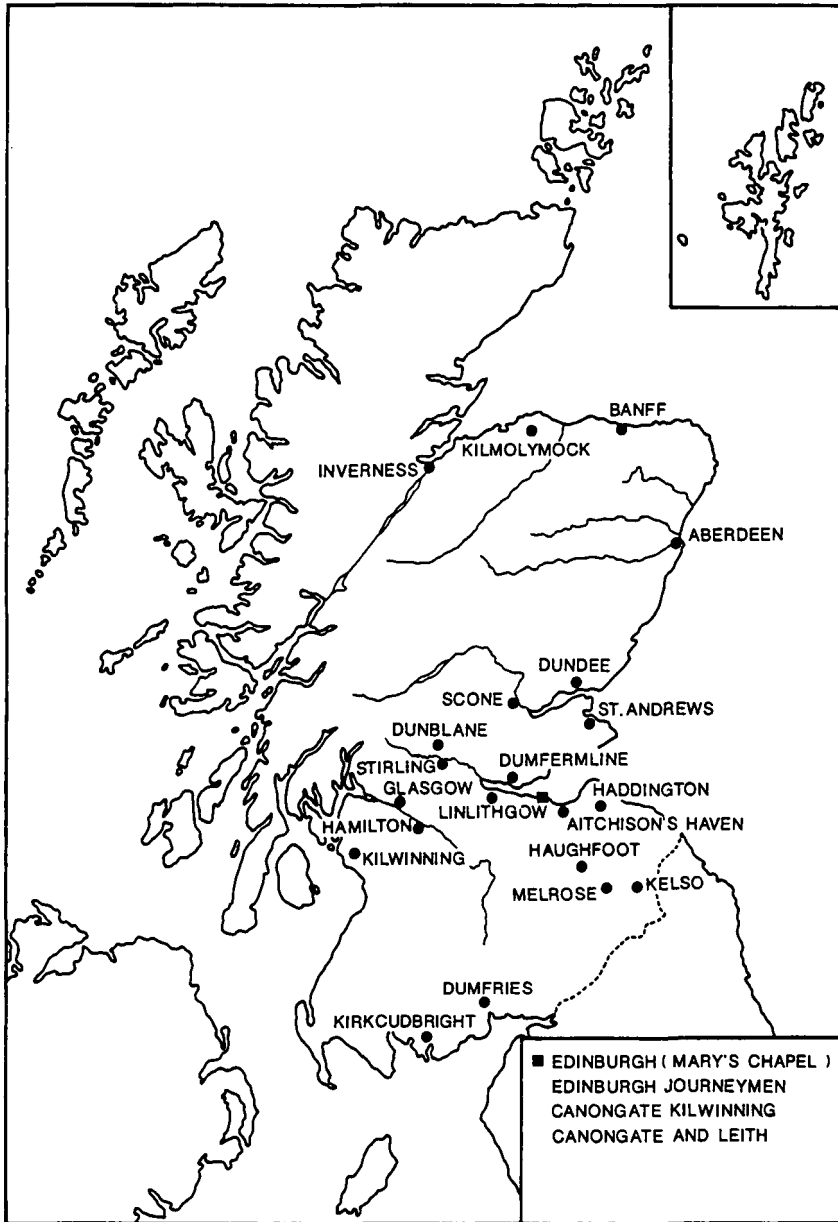 BANFF
KILMOLYMOCK
INVERNESS
ABERDEEN
DUNDEE
SCONE
ST. ANDREWS
DUNBLANE
STIRLING
DUMFERMLINE
GLASGOW
HADDINGTON
LINLITHGOW
AITCHISON'S HAVEN
HAMILTON
KILWINNING
HAUGHFOOT
MELROSE
KELSO
DUMFRIES
KIRKCUDBRIGHT
EDINBURGH ( MARY'S CHAPEL )
EDINBURGH JOURNEYMEN
CANONGATE KILWINNING
CANONGATE AND LEITH